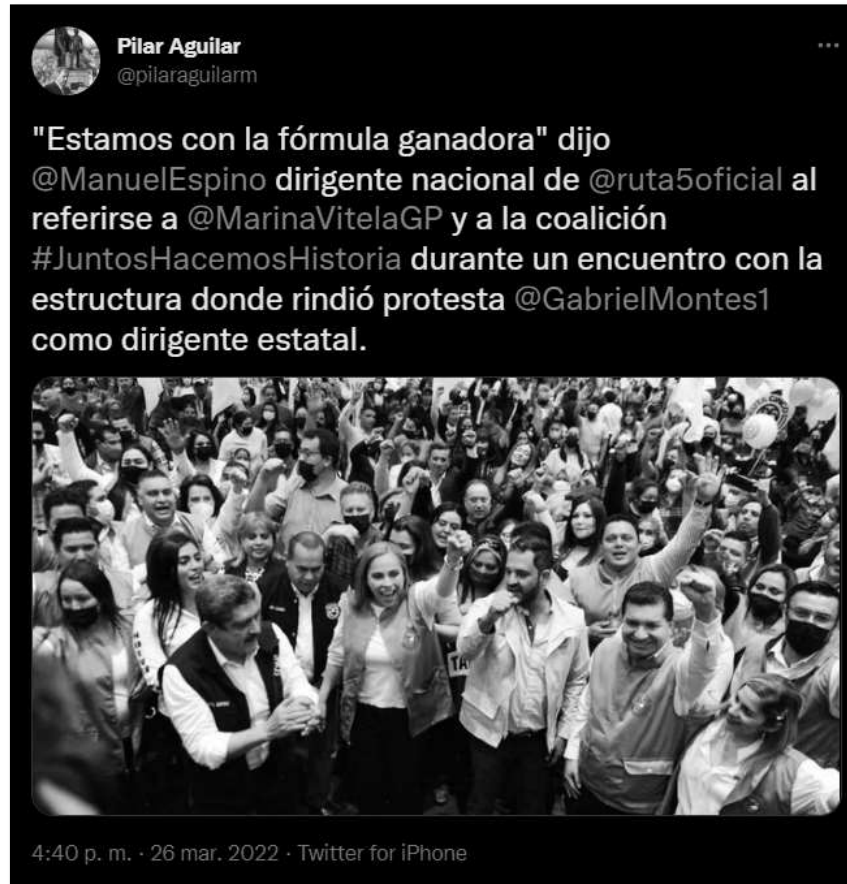 Pilar Aguilar
@pilaraguilarm
"Estamos con la fórmula ganadora" dijo
@ManuelEspino dirigente nacional de @ruta5oficial al
referirse a @MarinaVitelaGP y a la coalición
#JuntosHacemosHistoria durante un encuentro con la
estructura donde rindió protesta @GabrielMontes1
como dirigente estatal.
4:40 p. m. · 26 mar. 2022 · Twitter for iPhone